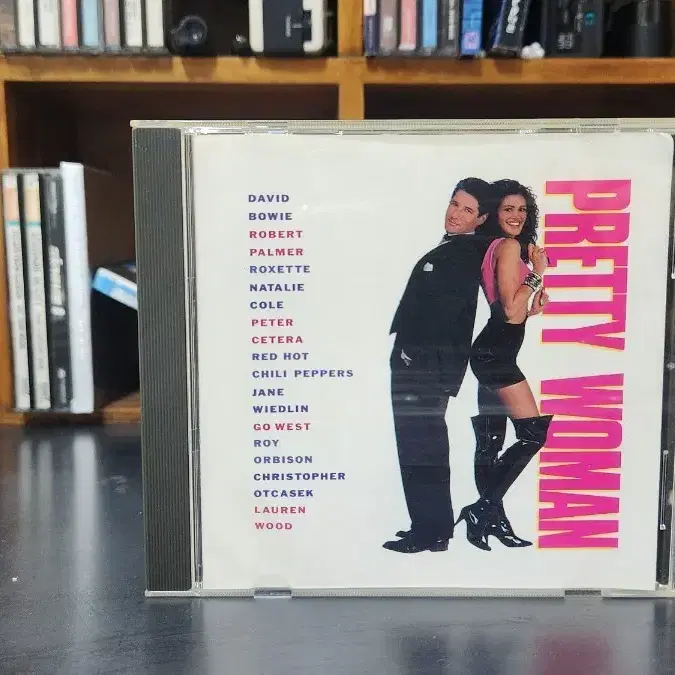 DAVID
BOWIE
ROBERT
PALMER
ROXETTE
NATALIE
COLE
PETER
CETERA
RED HOT
CHILI PEPPERS
JANE
WIEDLIN
GO WEST
ROY
ORBISON
CHRISTOPHER
OTCASEK
LAUREN
WOOD
PRETTY WOMAN